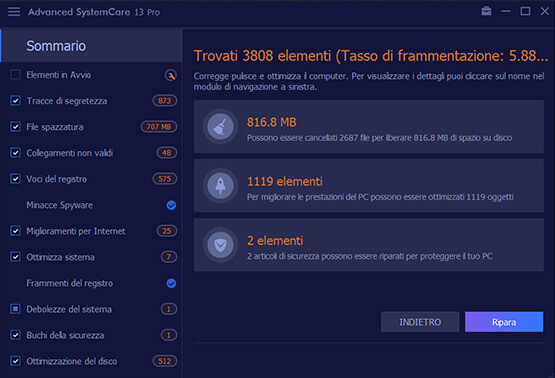 Advanced SystemCare 13 Pro
Sommario
Elementi in Avvio
Tracce di segretezza 873
File spazzatura 707 MB
Collegamenti non validi 48
Voci del registro 575
Minacce Spyware
Miglioramenti per Internet 25
Ottimizza sistema 7
Frammenti del registro
Debolezze del sistema 1
Buchi della sicurezza 1
Ottimizzazione del disco 512
Trovati 3808 elementi (Tasso di frammentazione: 5.88...
Corregge pulisce e ottimizza il computer. Per visualizzare i dettagli puoi cliccare sul nome nel
modulo di navigazione a sinistra.
816.8 MB
Possono essere cancellati 2687 file per liberare 816.8 MB di spazio su disco
1119 elementi
Per migliorare le prestazioni del PC possono essere ottimizzati 1119 oggetti
2 elementi
2 articoli di sicurezza possono essere riparati per proteggere il tuo PC
INDIETRO
Ripara